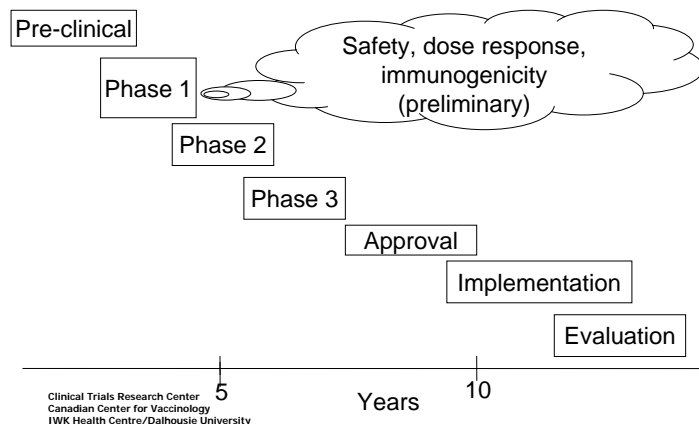 Pre-clinical
Safety, dose response,
immunogenicity
(preliminary)
Phase 1
Phase 2
Phase 3
Approval
Implementation
Evaluation
5
10
Years
Clinical Trials Research Center
Canadian Center for Vaccinology
IWK Health Centre/Dalhousie University